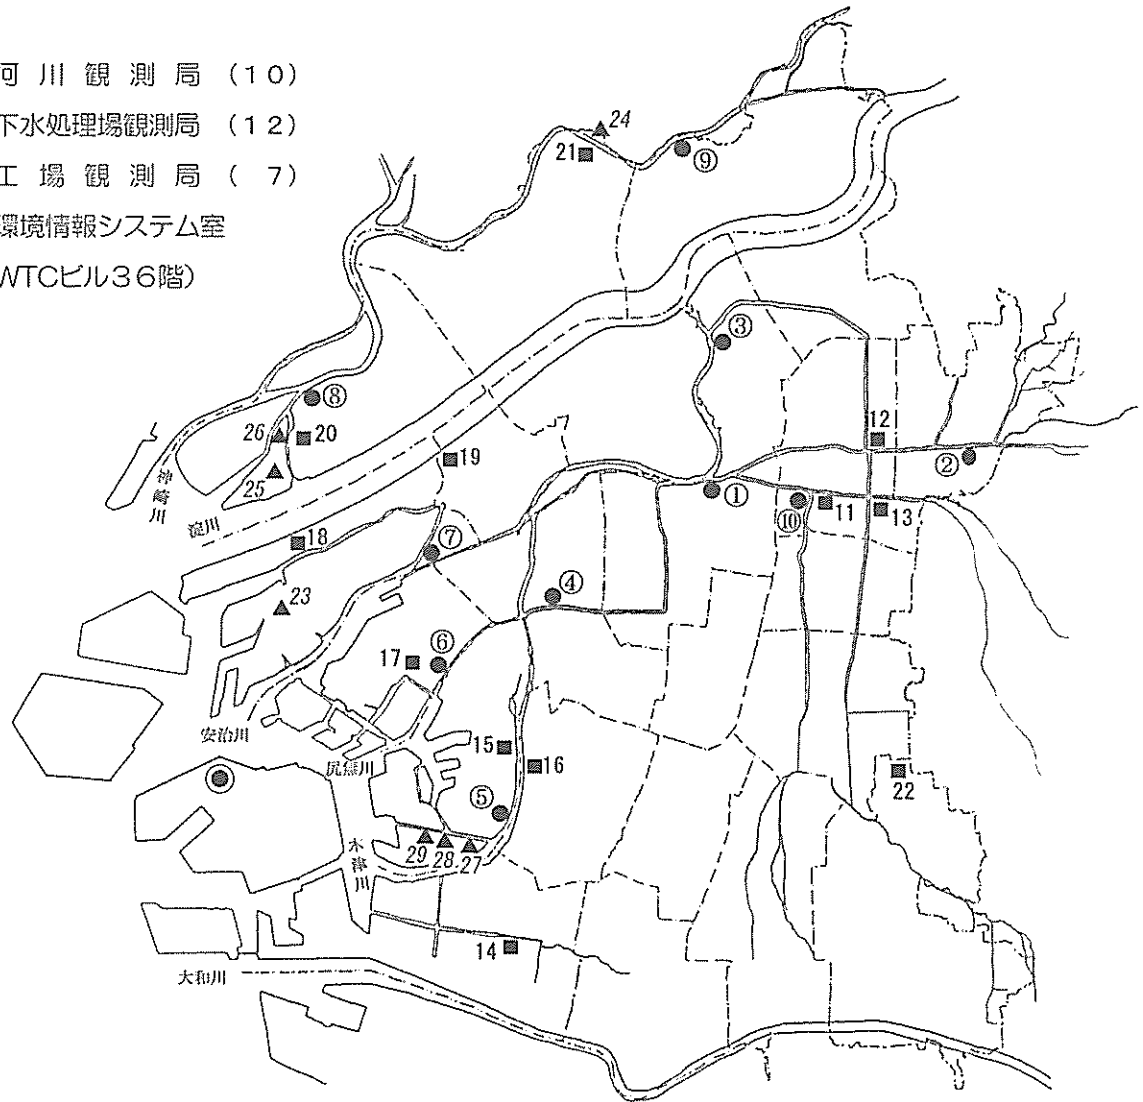 河川観測局（10）
下水処理場観測局（12）
工場観測局（7）
環境情報システム室
WTCビル36階）
24
21
⑨
③
⑧
26
20
12
②
19
25
神崎川
①
⑩
11
13
淀川
18
⑦
④
23
⑥
17
安治川
15
16
尻無川
22
⑤
29
28
27
木津川
14
大和川